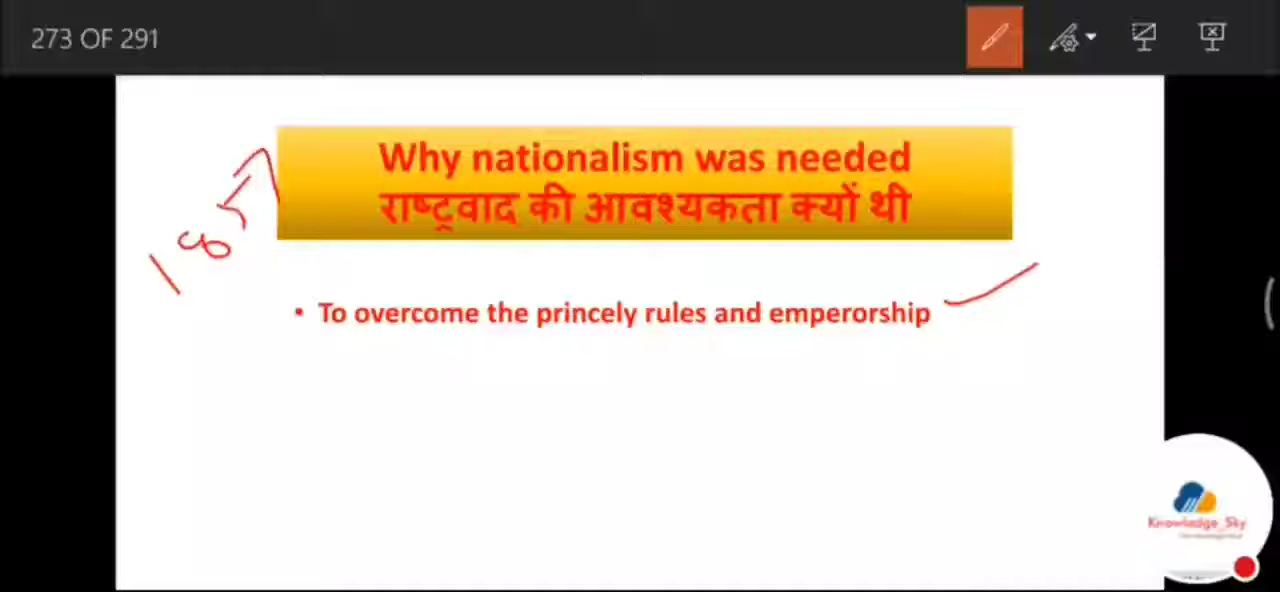 273 OF 291
Why nationalism was needed
राष्ट्रवाद की आवश्यकता क्यों थी
1857
• To overcome the princely rules and emperorship
Knowledge_Sky